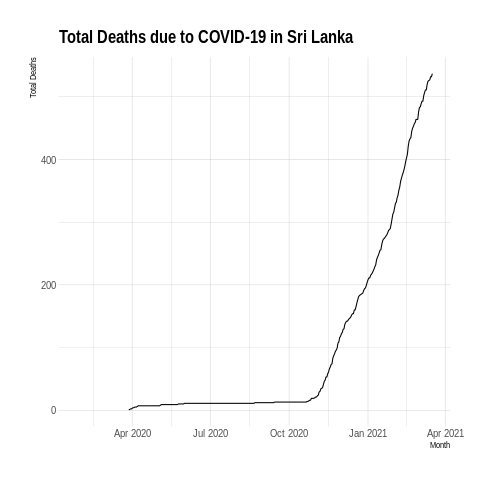 Total Deaths due to COVID-19 in Sri Lanka
Total Deaths
400
200
0
Apr 2020 Jul 2020 Oct 2020 Jan 2021 Apr 2021
Month